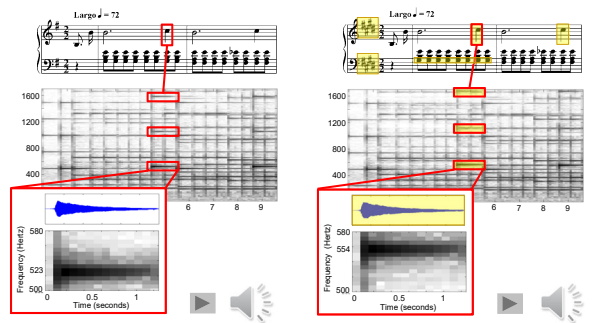 Largo ♩ = 72
1600
1200
800
400
6 7 8 9
580
523
500
Frequency (Hertz)
0 0.5 1
Time (seconds)
Largo ♩ = 72
1600
1200
800
400
6 7 8 9
580
554
500
Frequency (Hertz)
0 0.5 1
Time (seconds)